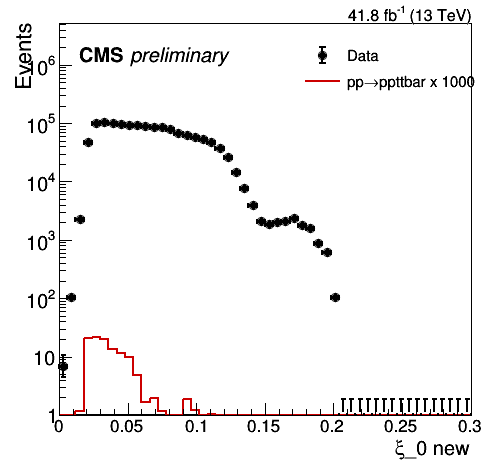 41.8 fb⁻¹ (13 TeV)
Events
CMS preliminary
Data
pp→ppttbar x 1000
10⁶
10⁵
10⁴
10³
10²
10
1
0 0.05 0.1 0.15 0.2 0.25 0.3
ξ_0 new